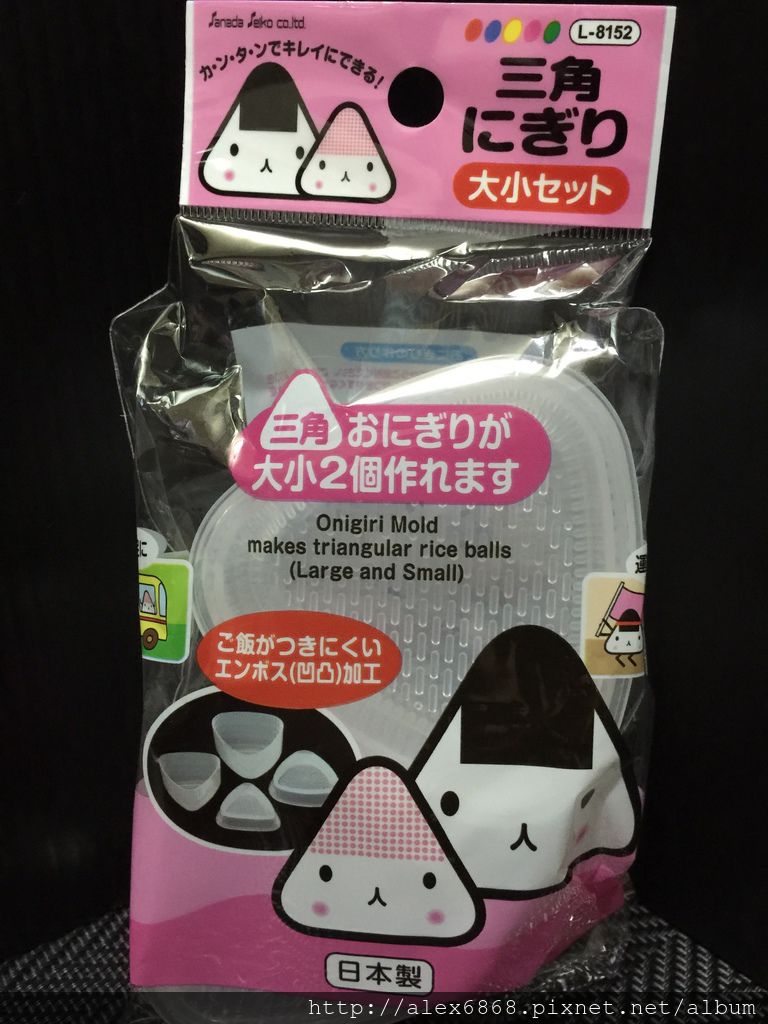 Sanada Seiko co.,ltd.
L-8152
カ・ン・タ・ンでキレイにできる!
三角
にぎり
大小セット
三角おにぎりが
大小2個作れます
Onigiri Mold
makes triangular rice balls
(Large and Small)
に
運
ご飯がつきにくい
エンボス(凹凸)加工
日本製
http://alex6868.pixnet.net/album